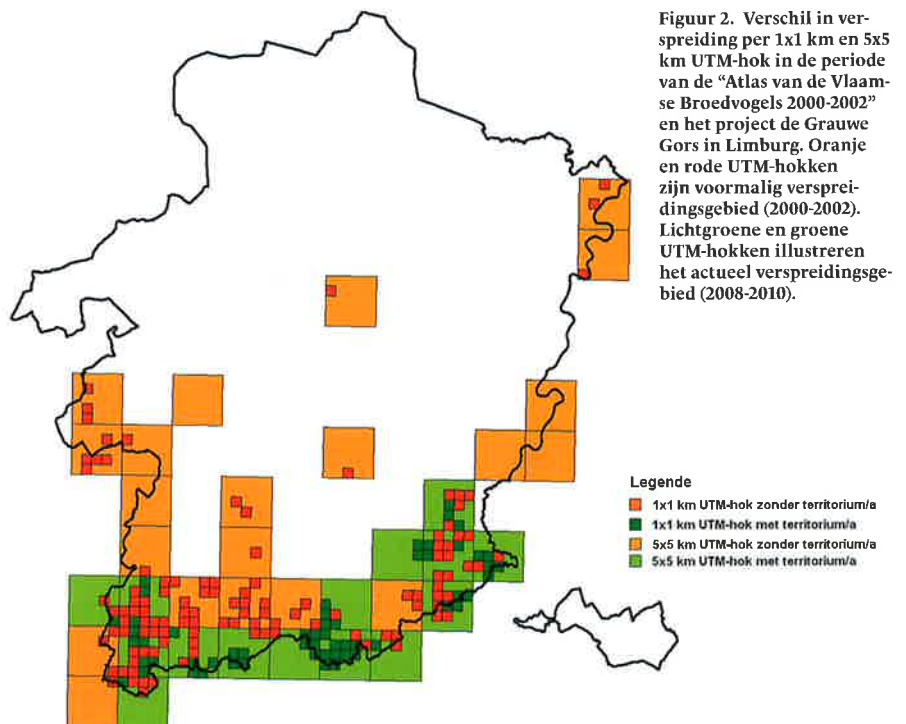 Figuur 2. Verschil in ver-
spreiding per 1x1 km en 5x5
km UTM-hok in de periode
van de “Atlas van de Vlaam-
se Broedvogels 2000-2002”
en het project de Grauwe
Gors in Limburg. Oranje
en rode UTM-hokken
zijn voormalig versprei-
dingsgebied (2000-2002).
Lichtgroene en groene
UTM-hokken illustreren
het actueel verspreidingsge-
bied (2008-2010).
Legende
1x1 km UTM-hok zonder territorium/a
1x1 km UTM-hok met territorium/a
5x5 km UTM-hok zonder territorium/a
5x5 km UTM-hok met territorium/a